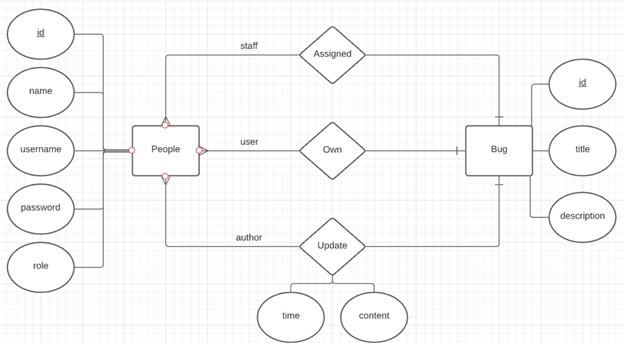 id
name
username
password
role
People
staff
user
author
Assigned
Own
Update
time
content
Bug
id
title
description